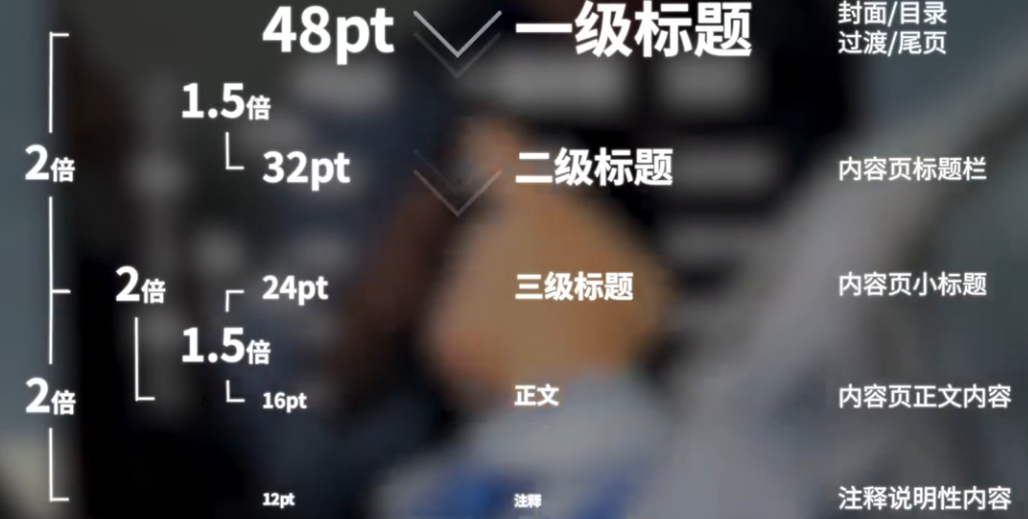 48pt 一级标题 封面/目录
过渡/尾页
1.5倍
2倍 32pt 二级标题 内容页标题栏
2倍 24pt 三级标题 内容页小标题
1.5倍
2倍 16pt 正文 内容页正文内容
12pt 注释 注释说明性内容